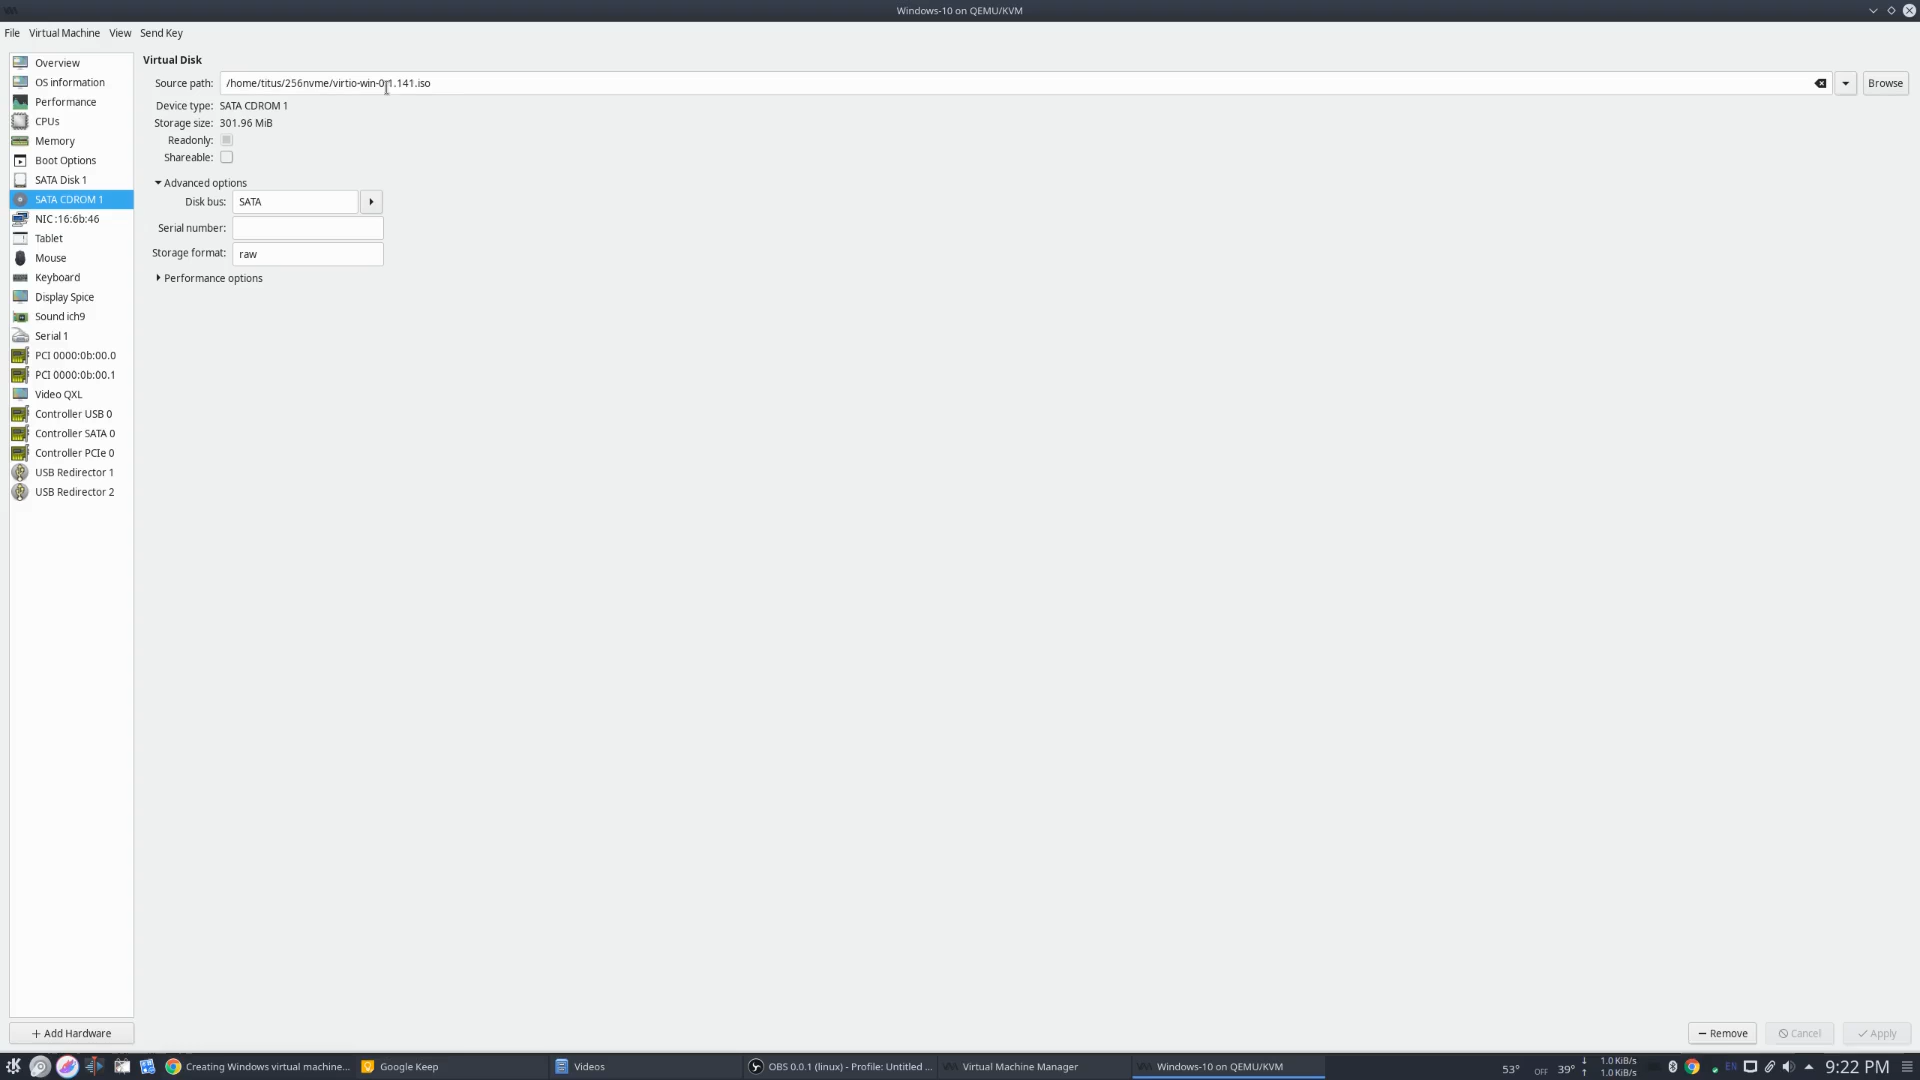 Windows-10 on QEMU/KVM
File Virtual Machine View Send Key
Overview
OS information
Performance
CPUs
Memory
Boot Options
SATA Disk 1
SATA CDROM 1
NIC :16:6b:46
Tablet
Mouse
Keyboard
Display Spice
Sound ich9
Serial 1
PCI 0000:0b:00.0
PCI 0000:0b:00.1
Video QXL
Controller USB 0
Controller SATA 0
Controller PCIe 0
USB Redirector 1
USB Redirector 2
Add Hardware
Virtual Disk
Source path: /home/titus/256nvme/virtio-win-0.1.141.iso Browse
Device type: SATA CDROM 1
Storage size: 301.96 MiB
Readonly:
Shareable:
Advanced options
Disk bus: SATA
Serial number:
Storage format: raw
Performance options
Remove Cancel Apply
Creating Windows virtual machine... Google Keep Videos OBS 0.0.1 (linux) - Profile: Untitled ... Virtual Machine Manager Windows-10 on QEMU/KVM 53° OFF 39° 1.0 KiB/s EN 9:22 PM
1.0 KiB/s